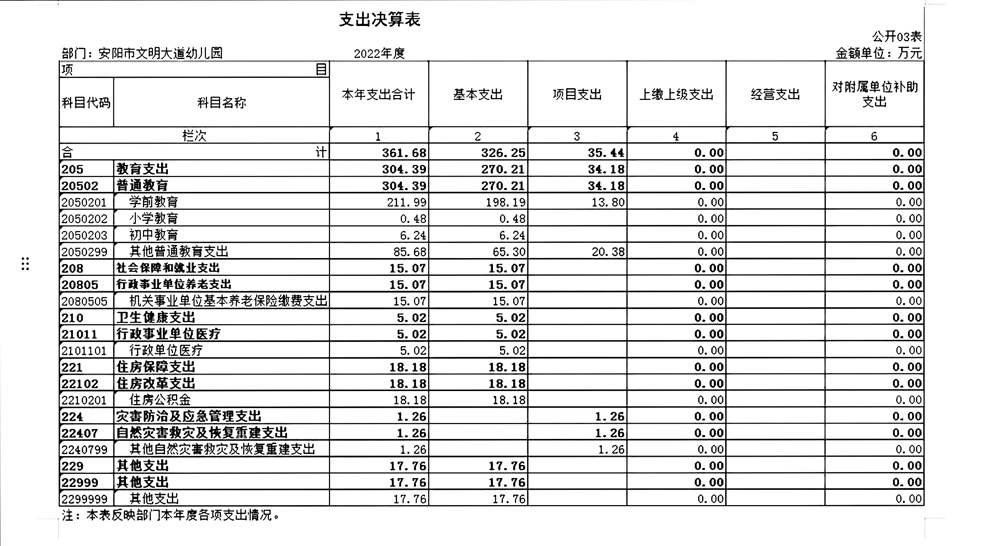 支出决算表
公开03表
部门：安阳市文明大道幼儿园 2022年度 金额单位：万元
项 目 本年支出合计 基本支出 项目支出 上缴上级支出 经营支出 对附属单位补助支出
科目代码 科目名称
栏次 1 2 3 4 5 6
合 计 361.68 326.25 35.44 0.00 0.00
205 教育支出 304.39 270.21 34.18 0.00 0.00
20502 普通教育 304.39 270.21 34.18 0.00 0.00
2050201 学前教育 211.99 198.19 13.80 0.00 0.00
2050202 小学教育 0.48 0.48 0.00 0.00
2050203 初中教育 6.24 6.24 0.00 0.00
2050299 其他普通教育支出 85.68 65.30 20.38 0.00 0.00
208 社会保障和就业支出 15.07 15.07 0.00 0.00
20805 行政事业单位养老支出 15.07 15.07 0.00 0.00
2080505 机关事业单位基本养老保险缴费支出 15.07 15.07 0.00 0.00
210 卫生健康支出 5.02 5.02 0.00 0.00
21011 行政事业单位医疗 5.02 5.02 0.00 0.00
2101101 行政单位医疗 5.02 5.02 0.00 0.00
221 住房保障支出 18.18 18.18 0.00 0.00
22102 住房改革支出 18.18 18.18 0.00 0.00
2210201 住房公积金 18.18 18.18 0.00 0.00
224 灾害防治及应急管理支出 1.26 1.26 0.00 0.00
22407 自然灾害救灾及恢复重建支出 1.26 1.26 0.00 0.00
2240799 其他自然灾害救灾及恢复重建支出 1.26 1.26 0.00 0.00
229 其他支出 17.76 17.76 0.00 0.00
22999 其他支出 17.76 17.76 0.00 0.00
2299999 其他支出 17.76 17.76 0.00 0.00
注：本表反映部门本年度各项支出情况。